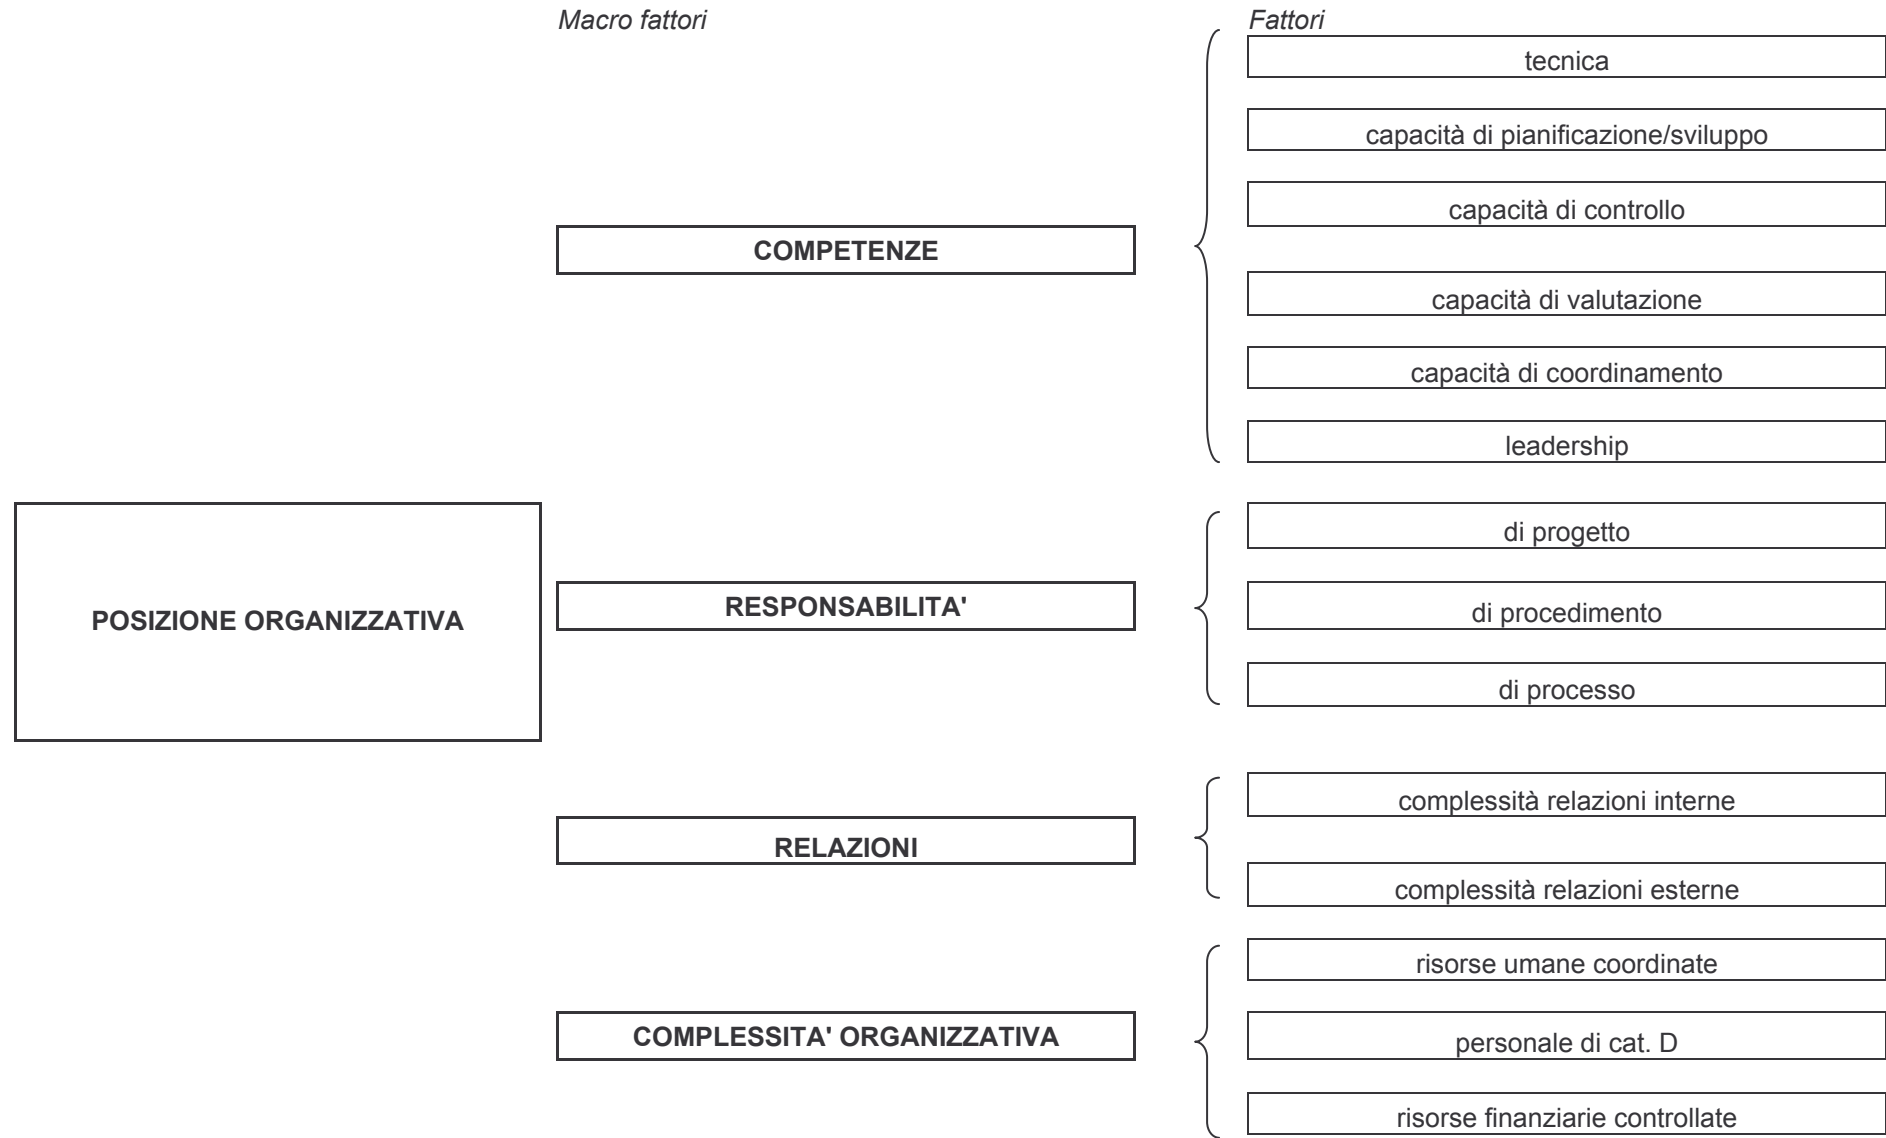 Macro fattori
Fattori
tecnica
capacità di pianificazione/sviluppo
capacità di controllo
COMPETENZE
capacità di valutazione
capacità di coordinamento
leadership
POSIZIONE ORGANIZZATIVA
RESPONSABILITA'
di progetto
di procedimento
di processo
RELAZIONI
complessità relazioni interne
complessità relazioni esterne
COMPLESSITA' ORGANIZZATIVA
risorse umane coordinate
personale di cat. D
risorse finanziarie controllate